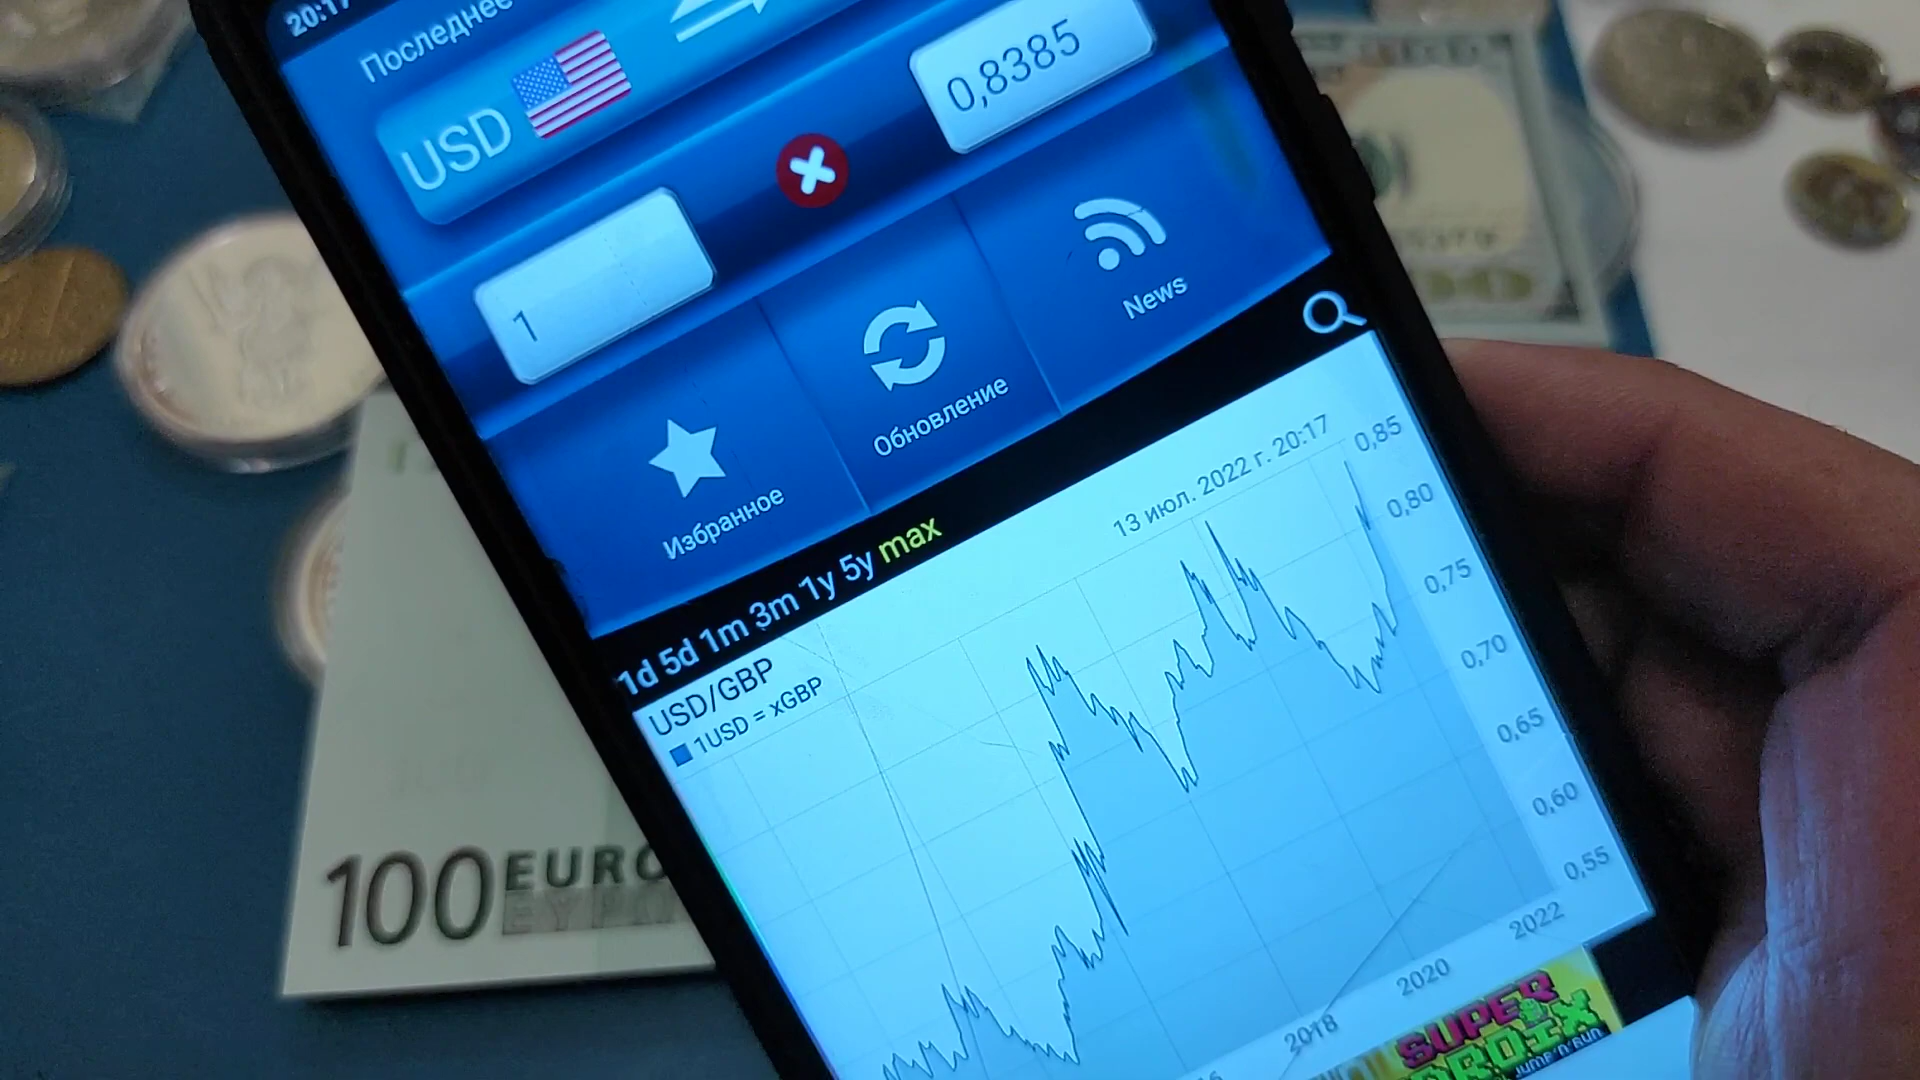 20:17
Последнее
USD
0,8385
1
News
Обновление
Избранное
1d 5d 1m 3m 1y 5y max
13 июл. 2022 г. 20:17
USD/GBP
1USD = xGBP
0,85
0,80
0,75
0,70
0,65
0,60
0,55
2018
2020
2022
100 EURO
SUPER
JUMP'N'RUN